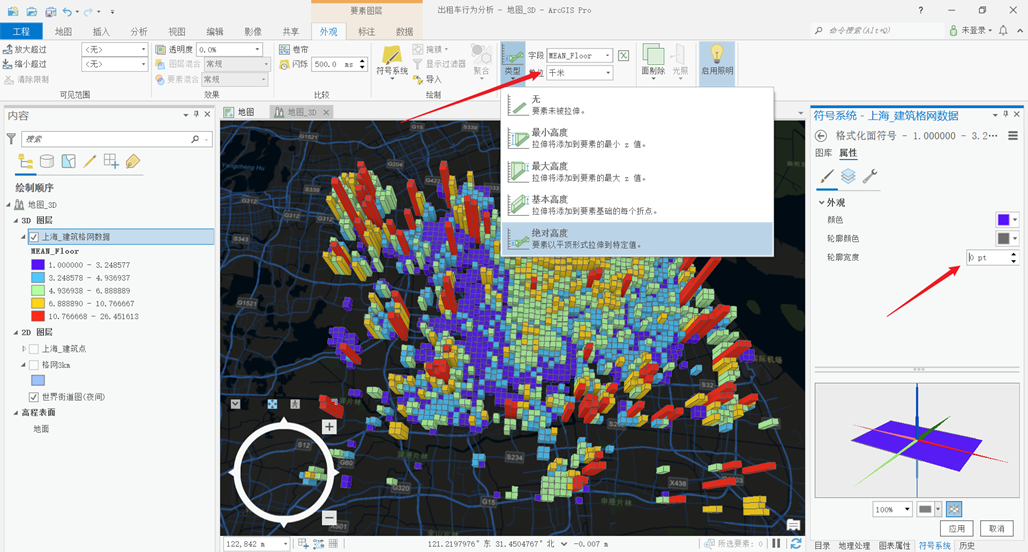 要素图层
出租车行为分析 - 地图_3D - ArcGIS Pro
?
工程
地图
插入
分析
视图
编辑
影像
共享
外观
标注
数据
命令搜索(Alt+Q)
未登录
放大超过
<无>
缩小超过
<无>
清除限制
可见范围
透明度
0.0%
图层混合
常规
要素混合
常规
效果
卷帘
闪烁
500.0
ms
比较
符号系统
掩膜
显示过滤器
导入
聚合
绘制
类型
字段
MEAN_Floor
单位
千米
面剔除
光照
启用照明
无
要素未被拉伸。
最小高度
拉伸将添加到要素的最小 z 值。
最大高度
拉伸将添加到要素的最大 z 值。
基本高度
拉伸将添加到要素基础的每个折点。
绝对高度
要素以平顶形式拉伸到特定值。
内容
搜索
绘制顺序
地图_3D
3D 图层
上海_建筑格网数据
MEAN_Floor
1.000000 - 3.248577
3.248578 - 4.936937
4.936938 - 6.888889
6.888890 - 10.766667
10.766668 - 26.451613
2D 图层
上海_建筑点
格网3km
世界街道图(夜间)
高程表面
地面
地图
地图_3D
G15
G204
S339
G422
G312
G312
S343
G1521
S32
S12
G60
G320
S234
G15
X438
122,842 m
121.2197976° 东 31.4504767° 北
-0.007 m
所选要素: 0
符号系统 - 上海_建筑格网数据
格式化面符号 - 1.000000 - 3.2...
图库
属性
外观
颜色
轮廓颜色
轮廓宽度
0 pt
100%
应用
取消
目录
地理处理
图表属性
符号系统
历史